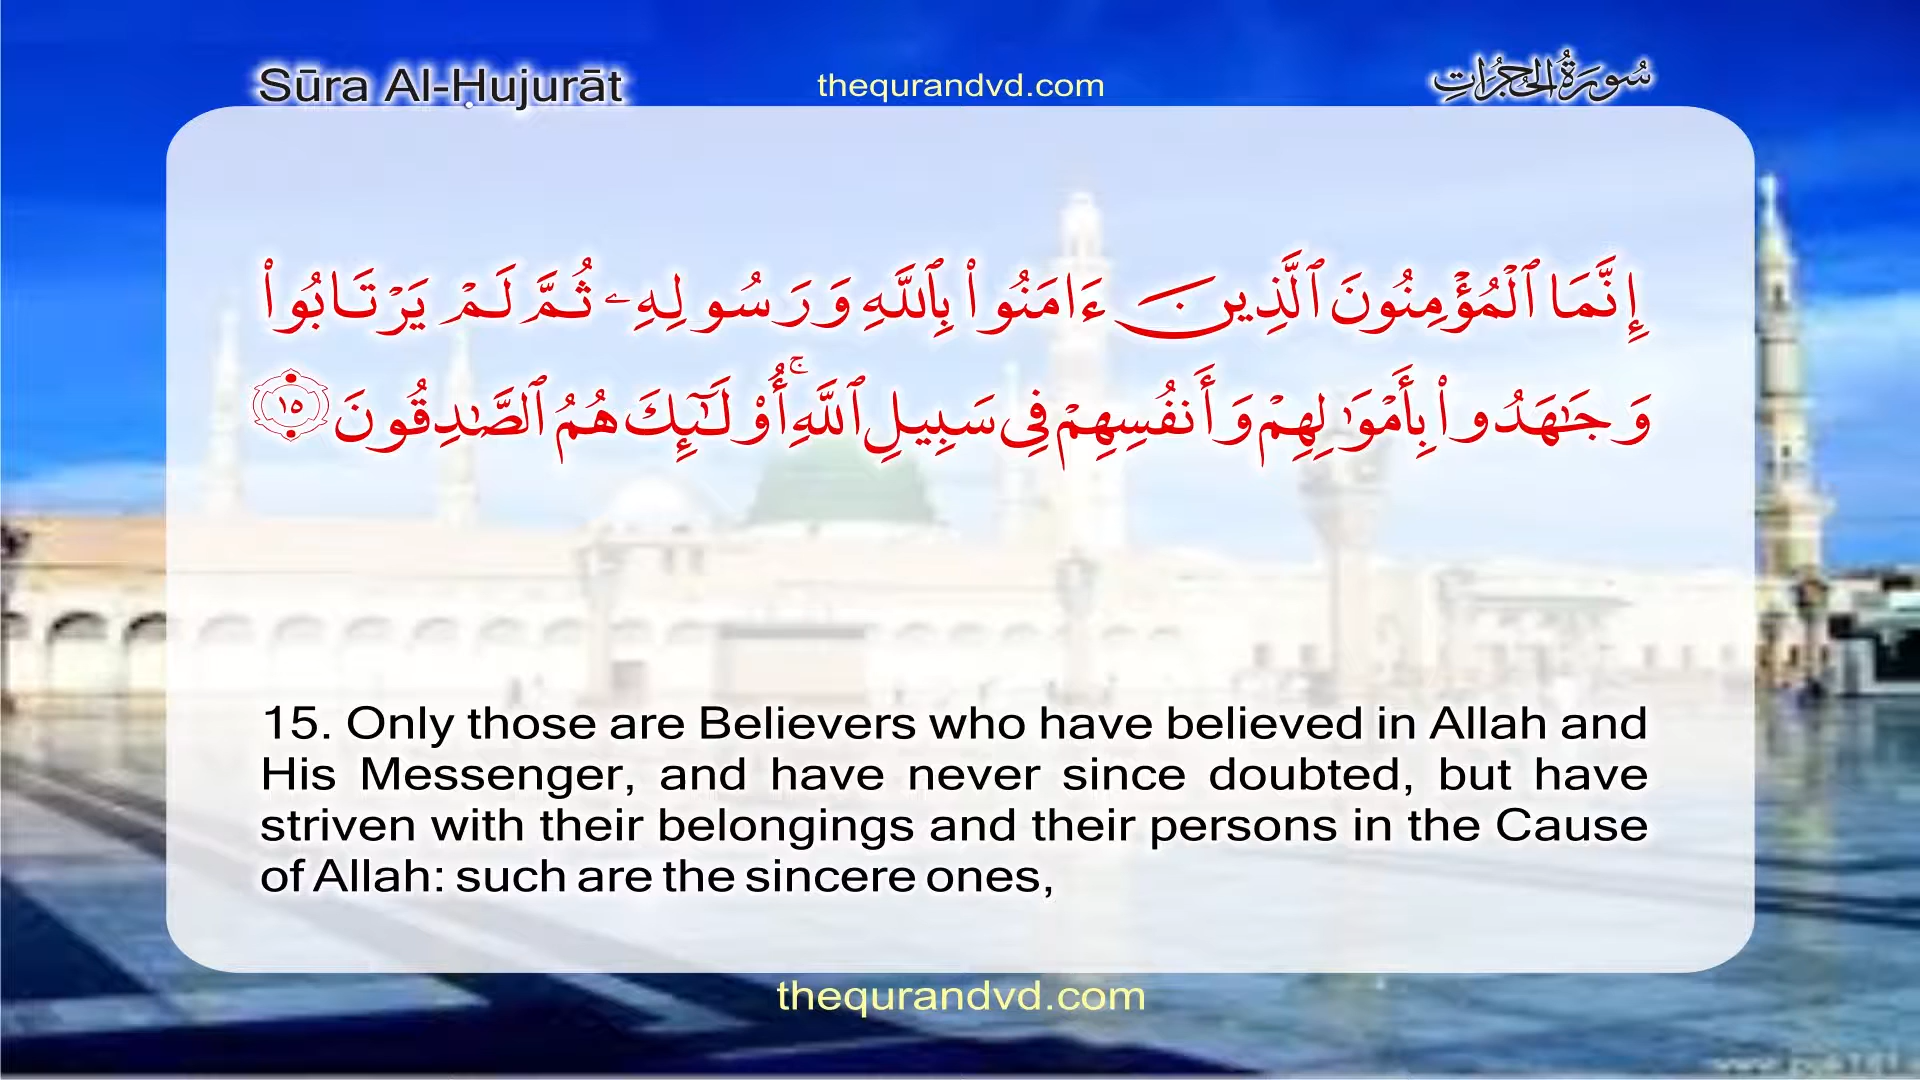 Sūra Al-Ḥujurāt
thequrandvd.com
سُورَةُ الحُجُرَاتِ
إِنَّمَا ٱلْمُؤْمِنُونَ ٱلَّذِينَ ءَامَنُوا۟ بِٱللَّهِ وَرَسُولِهِۦ ثُمَّ لَمْ يَرْتَابُوا۟
وَجَٰهَدُوا۟ بِأَمْوَٰلِهِمْ وَأَنفُسِهِمْ فِى سَبِيلِ ٱللَّهِ ۚ أُو۟لَٰٓئِكَ هُمُ ٱلصَّٰدِقُونَ ١٥
15. Only those are Believers who have believed in Allah and
His Messenger, and have never since doubted, but have
striven with their belongings and their persons in the Cause
of Allah: such are the sincere ones,
thequrandvd.com